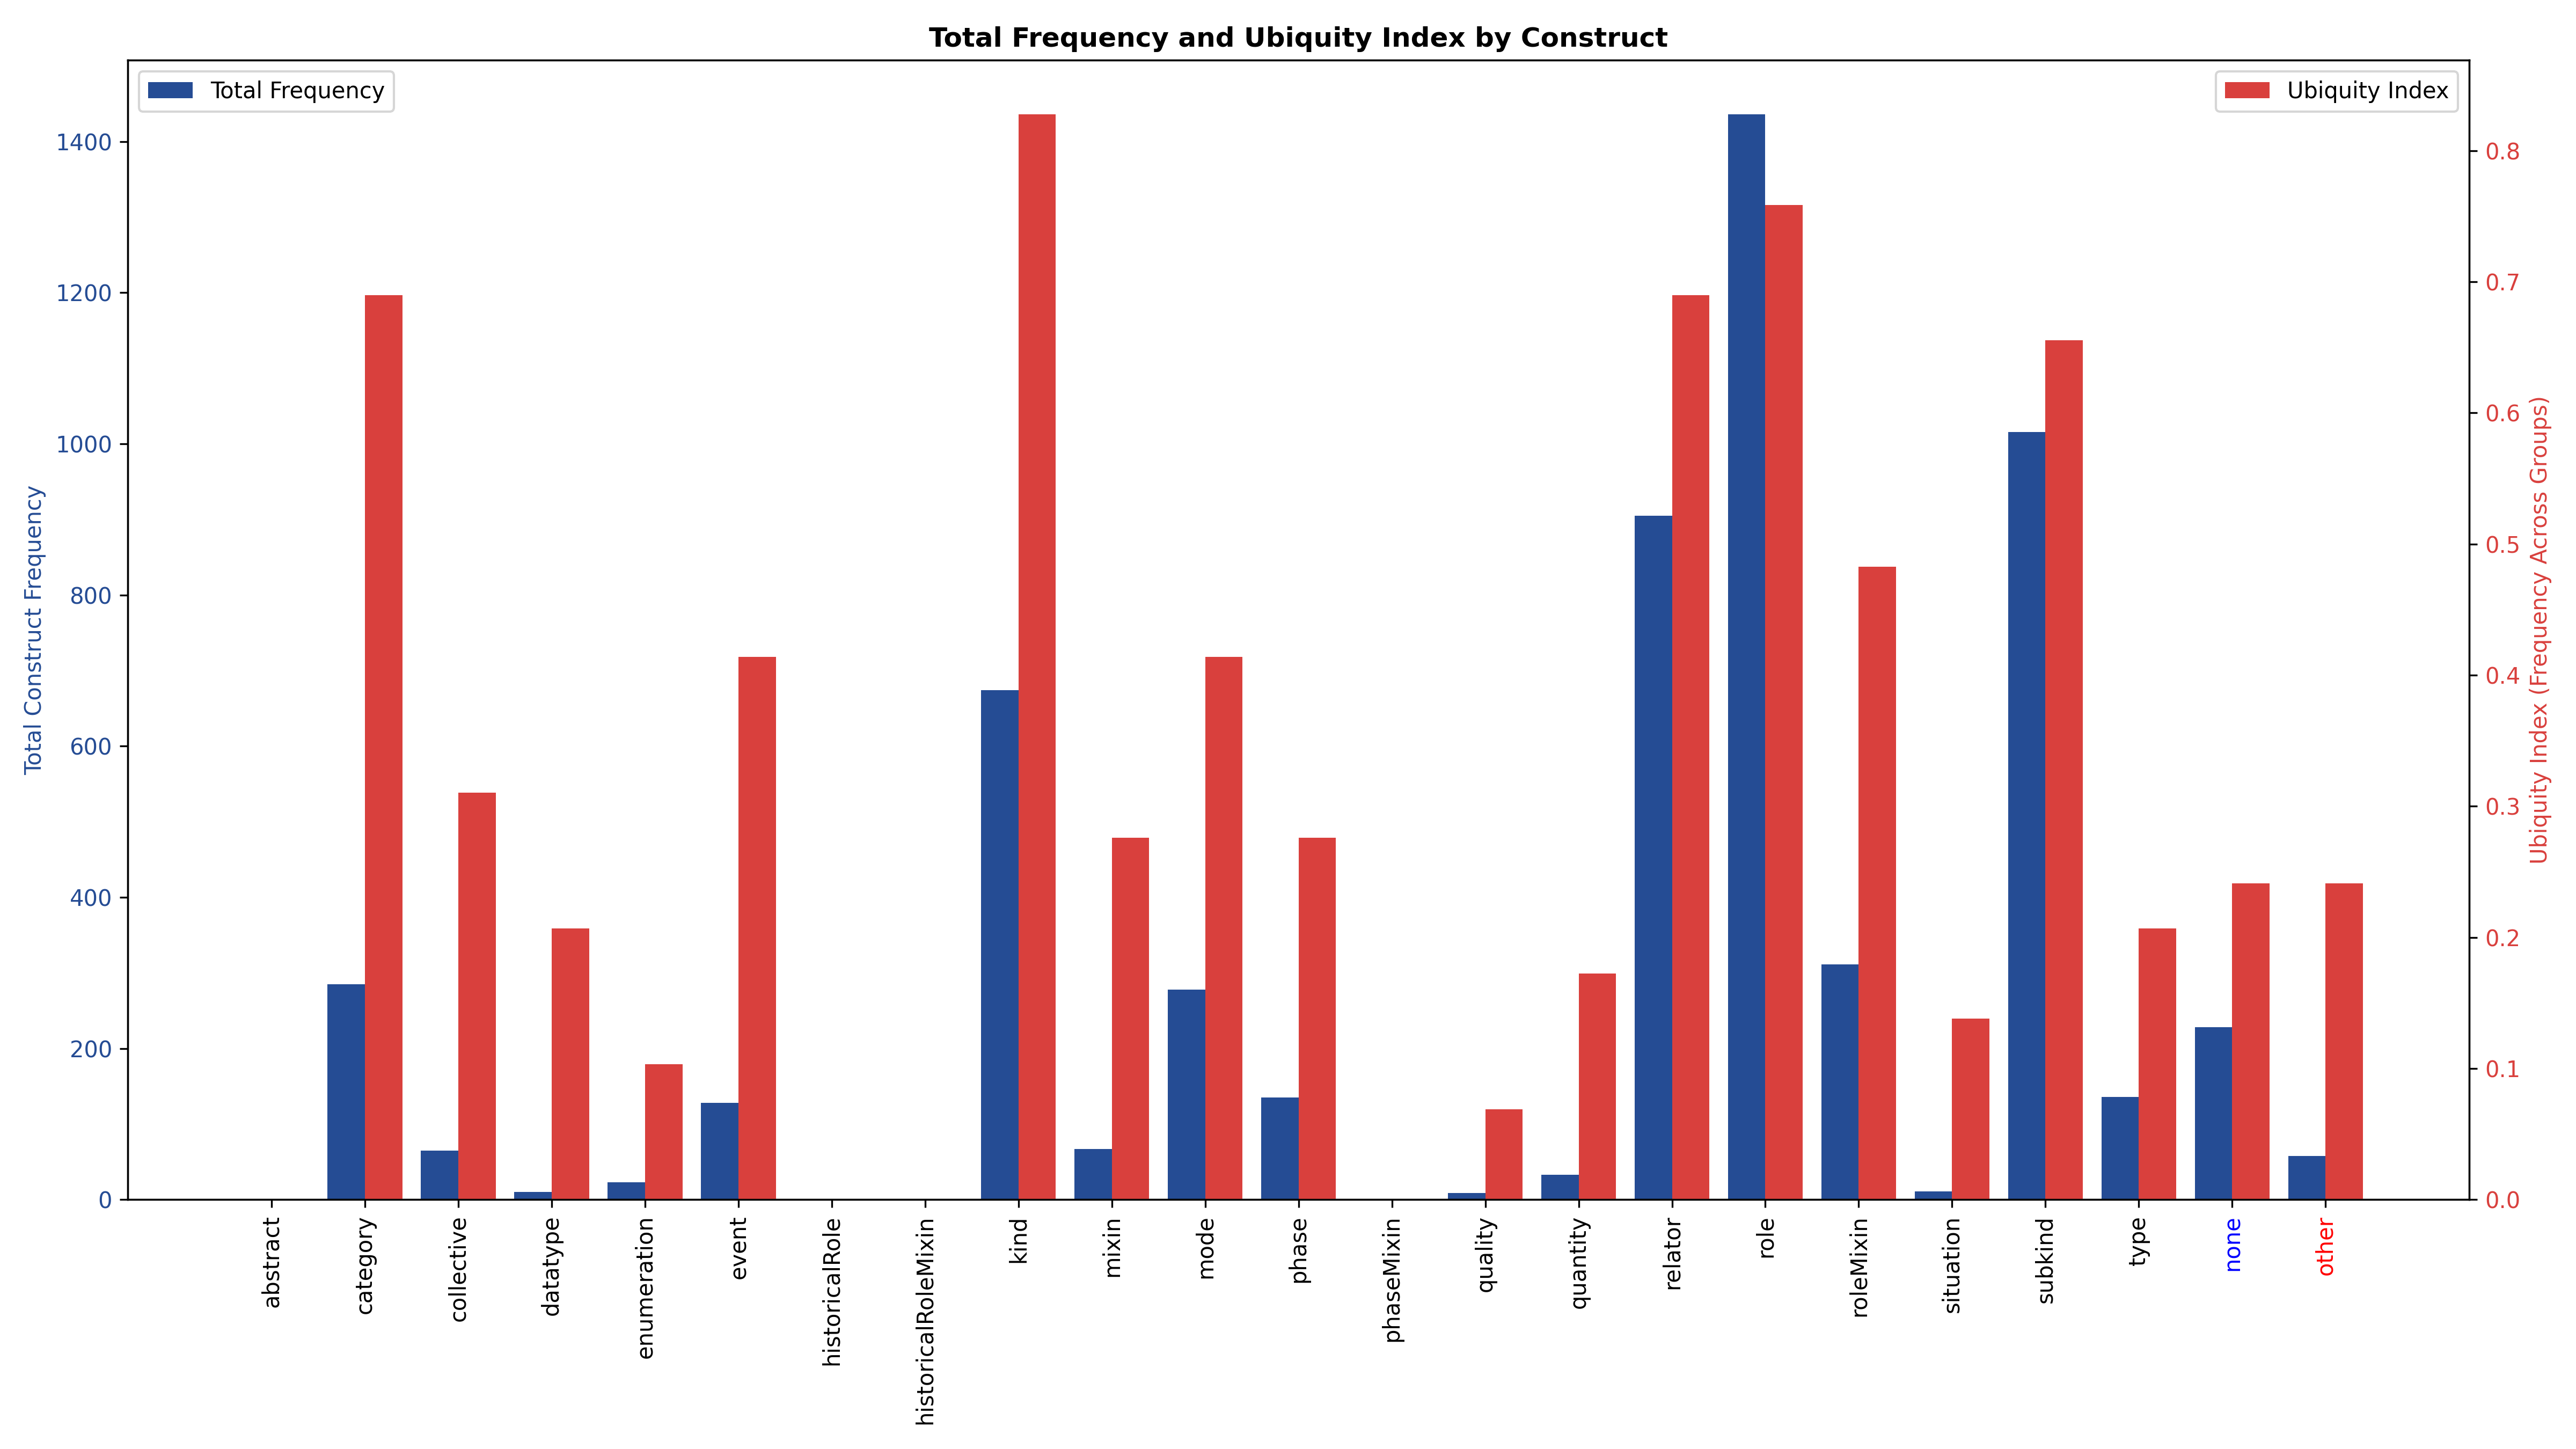 Total Frequency and Ubiquity Index by Construct
Total Frequency
Ubiquity Index
Total Construct Frequency
1400
1200
1000
800
600
400
200
0
Ubiquity Index (Frequency Across Groups)
0.8
0.7
0.6
0.5
0.4
0.3
0.2
0.1
0.0
abstract
category
collective
datatype
enumeration
event
historicalRole
historicalRoleMixin
kind
mixin
mode
phase
phaseMixin
quality
quantity
relator
role
roleMixin
situation
subkind
type
none
other